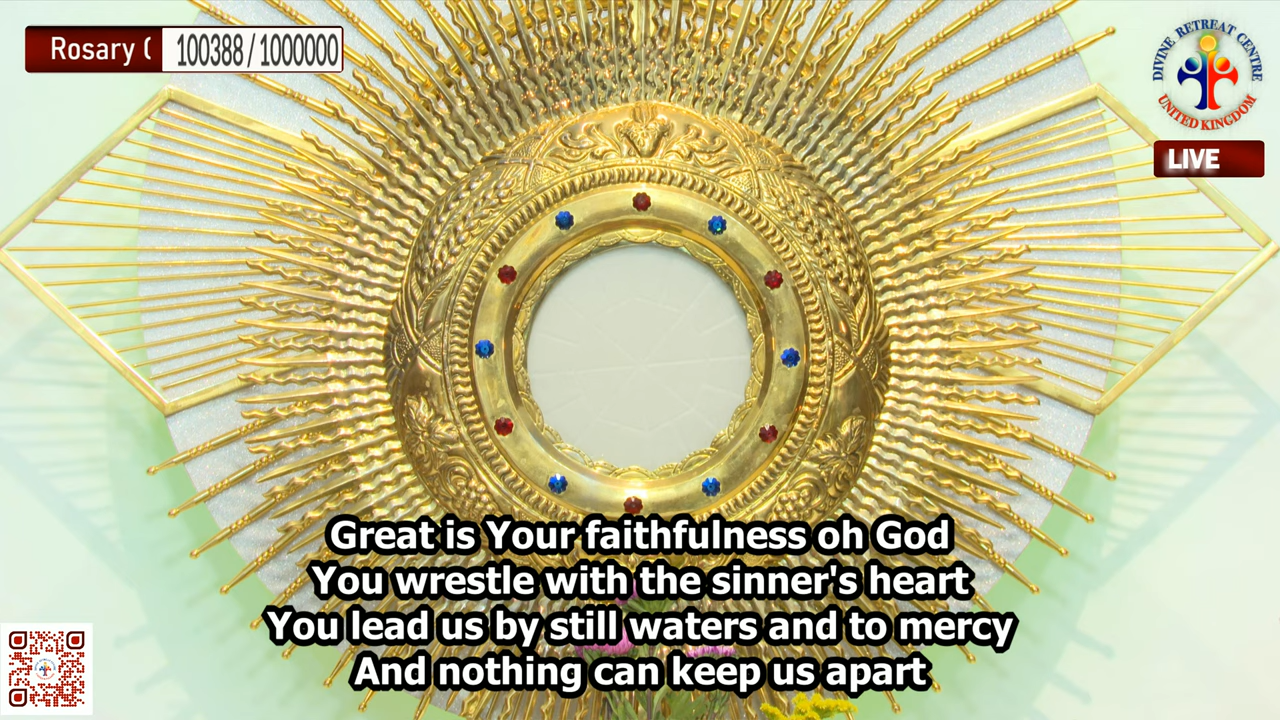 Rosary (
100388/1000000
DIVINE RETREAT CENTRE
UNITED KINGDOM
LIVE
Great is Your faithfulness oh God
You wrestle with the sinner's heart
You lead us by still waters and to mercy
And nothing can keep us apart